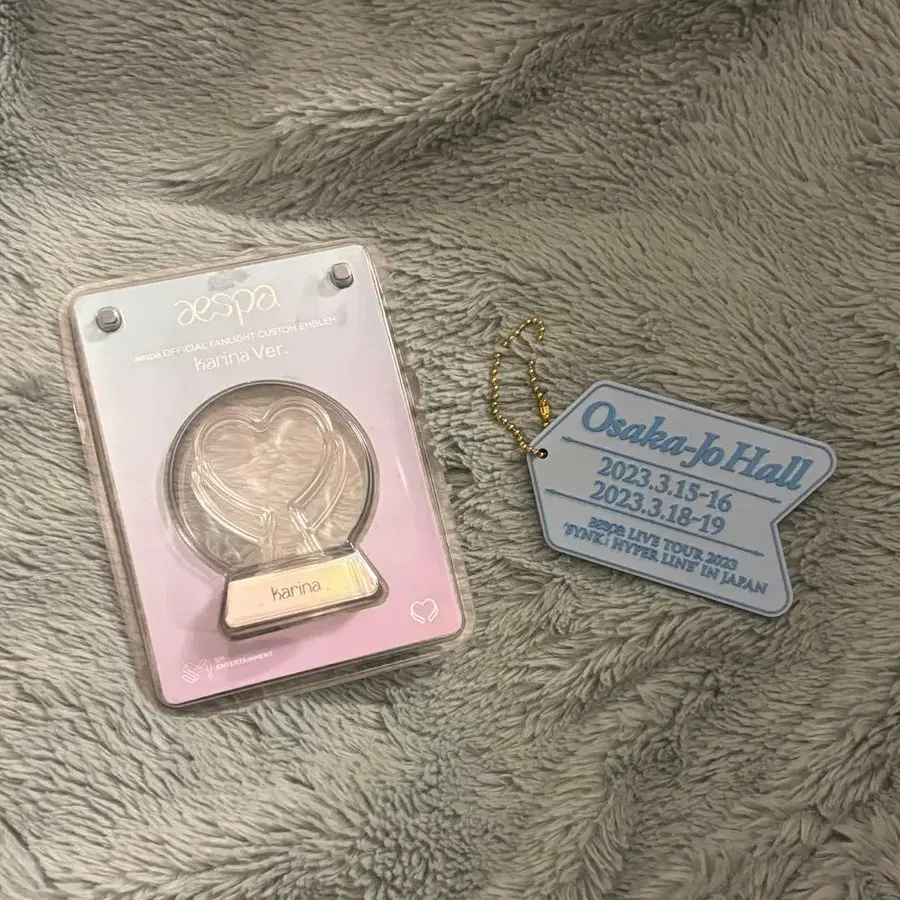 aespa
aespa OFFICIAL FANLIGHT CUSTOM EMBLEM
karina Ver.
karina
SM
ENTERTAINMENT
Osaka-Jo Hall
2023.3.15-16
2023.3.18-19
aespa LIVE TOUR 2023
'SYNK : HYPER LINE' IN JAPAN